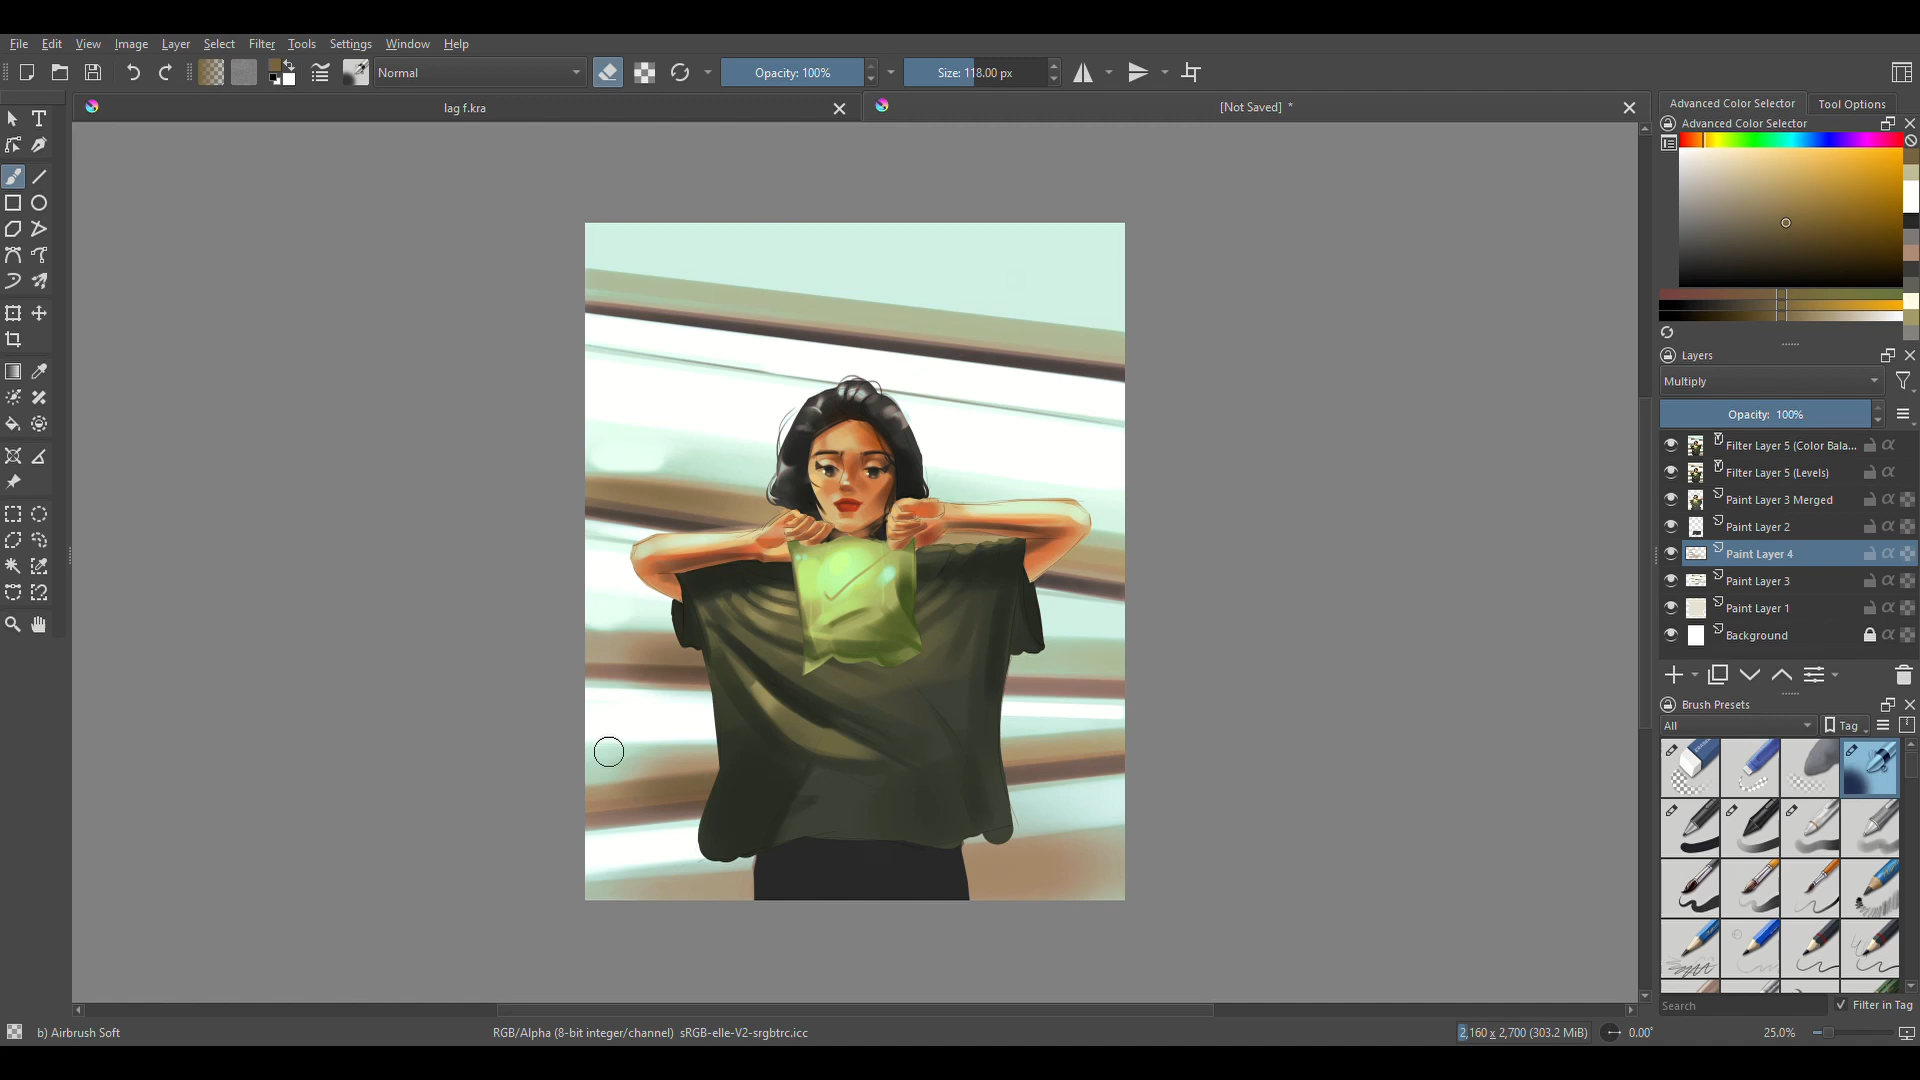 File Edit View Image Layer Select Filter Tools Settings Window Help
Normal
Opacity: 100%
Size: 118.00 px
lag f.kra
[Not Saved] *
Advanced Color Selector
Tool Options
Advanced Color Selector
Layers
Multiply
Opacity: 100%
Filter Layer 5 (Color Bala...
Filter Layer 5 (Levels)
Paint Layer 3 Merged
Paint Layer 2
Paint Layer 4
Paint Layer 3
Paint Layer 1
Background
Brush Presets
All
Tag
Search
Filter in Tag
b) Airbrush Soft
RGB/Alpha (8-bit integer/channel) sRGB-elle-V2-srgbtrc.icc
2,160 x 2,700 (303.2 MiB)
0.00°
25.0%